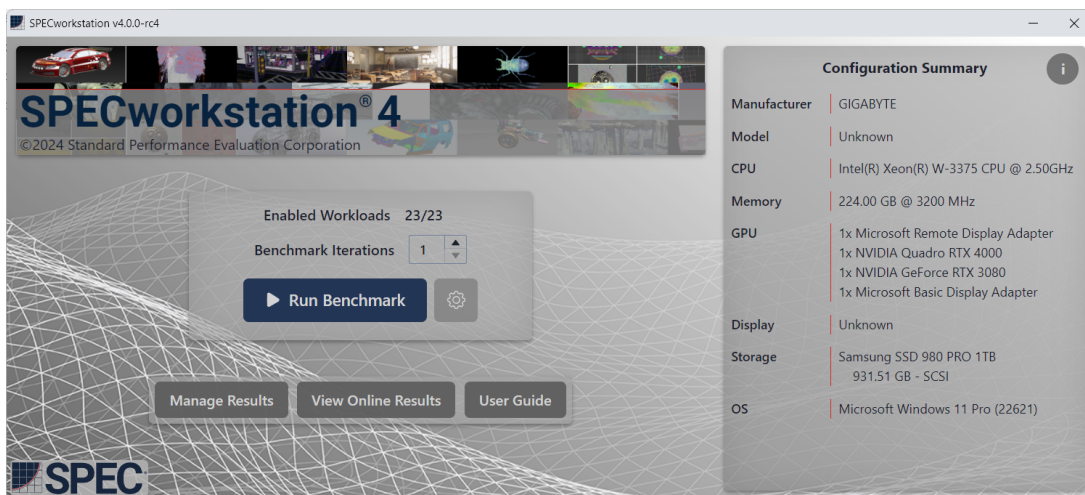 SPECworkstation v4.0.0-rc4
SPECworkstation® 4
©2024 Standard Performance Evaluation Corporation
Enabled Workloads 23/23
Benchmark Iterations 1
Run Benchmark
Manage Results
View Online Results
User Guide
SPEC
Configuration Summary
i
Manufacturer GIGABYTE
Model Unknown
CPU Intel(R) Xeon(R) W-3375 CPU @ 2.50GHz
Memory 224.00 GB @ 3200 MHz
GPU 1x Microsoft Remote Display Adapter
1x NVIDIA Quadro RTX 4000
1x NVIDIA GeForce RTX 3080
1x Microsoft Basic Display Adapter
Display Unknown
Storage Samsung SSD 980 PRO 1TB
931.51 GB - SCSI
OS Microsoft Windows 11 Pro (22621)